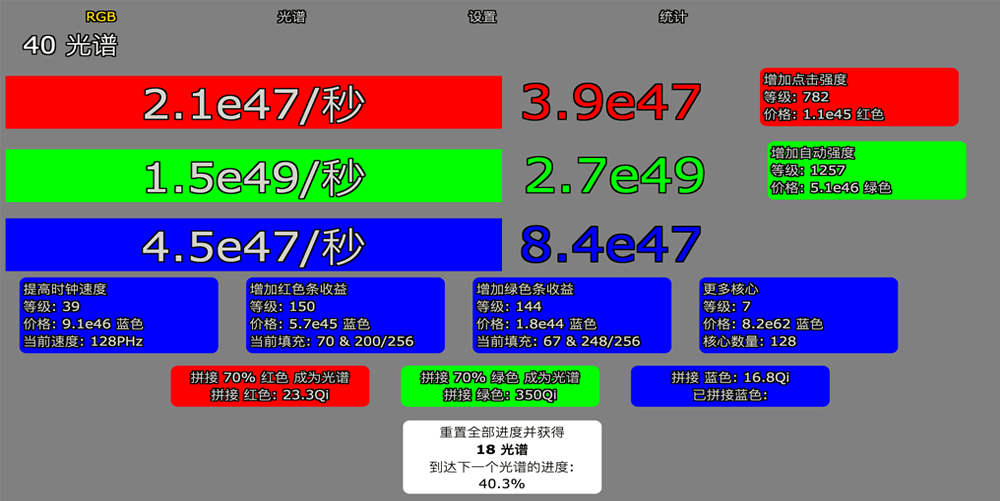 RGB 光谱 设置 统计
40 光谱
2.1e47/秒 3.9e47
增加点击强度
等级: 782
价格: 1.1e45 红色
1.5e49/秒 2.7e49
增加自动强度
等级: 1257
价格: 5.1e46 绿色
4.5e47/秒 8.4e47
提高时钟速度
等级: 39
价格: 9.1e46 蓝色
当前速度: 128PHz
增加红色条收益
等级: 150
价格: 5.7e45 蓝色
当前填充: 70 & 200/256
增加绿色条收益
等级: 144
价格: 1.8e44 蓝色
当前填充: 67 & 248/256
更多核心
等级: 7
价格: 8.2e62 蓝色
核心数量: 128
拼接 70% 红色 成为光谱
拼接 红色: 23.3Qi
拼接 70% 绿色 成为光谱
拼接 绿色: 350Qi
拼接 蓝色: 16.8Qi
已拼接蓝色:
重置全部进度并获得
18 光谱
到达下一个光谱的进度:
40.3%